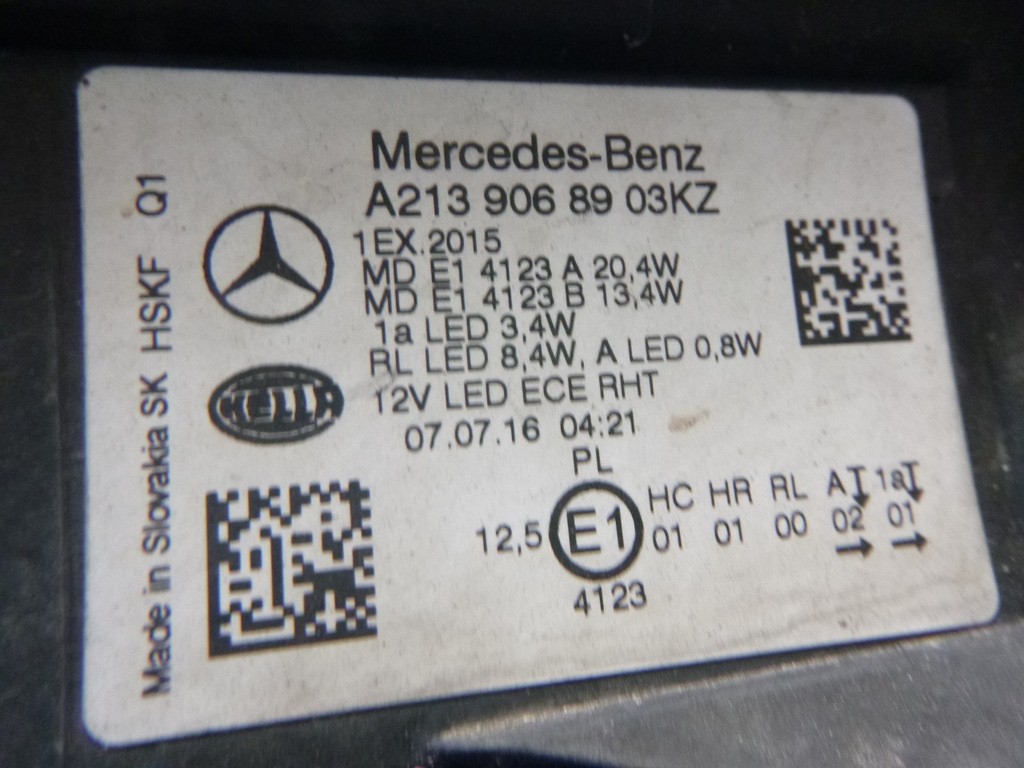 Mercedes-Benz
A213 906 89 03KZ
1EX.2015
MD E1 4123 A 20,4W
MD E1 4123 B 13,4W
1a LED 3,4W
RL LED 8,4W, A LED 0,8W
12V LED ECE RHT
07.07.16 04:21
PL
12,5 E1 HC HR RL A 1a
01 01 00 02 01
4123
Made in Slovakia SK HSKF Q1